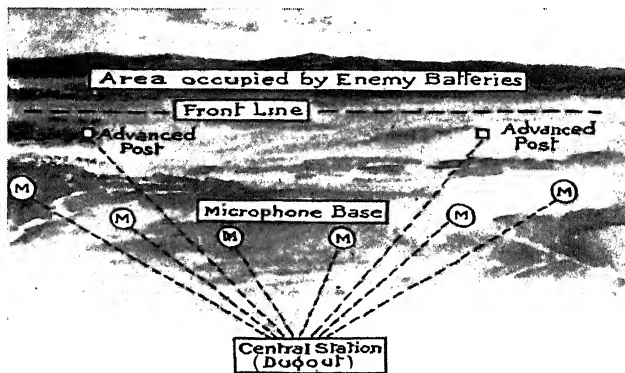 Area occupied by Enemy Batteries
Front Line
Advanced
Post
Advanced
Post
M
M
Microphone Base
M
M
M
M
Central Station
(Dugout)